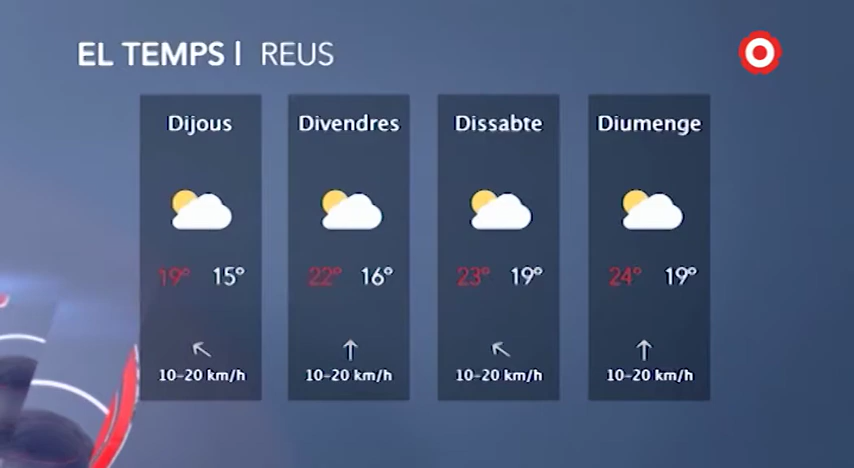 EL TEMPS | REUS
Dijous Divendres Dissabte Diumenge
19° 15° 22° 16° 23° 19° 24° 19°
10-20 km/h 10-20 km/h 10-20 km/h 10-20 km/h